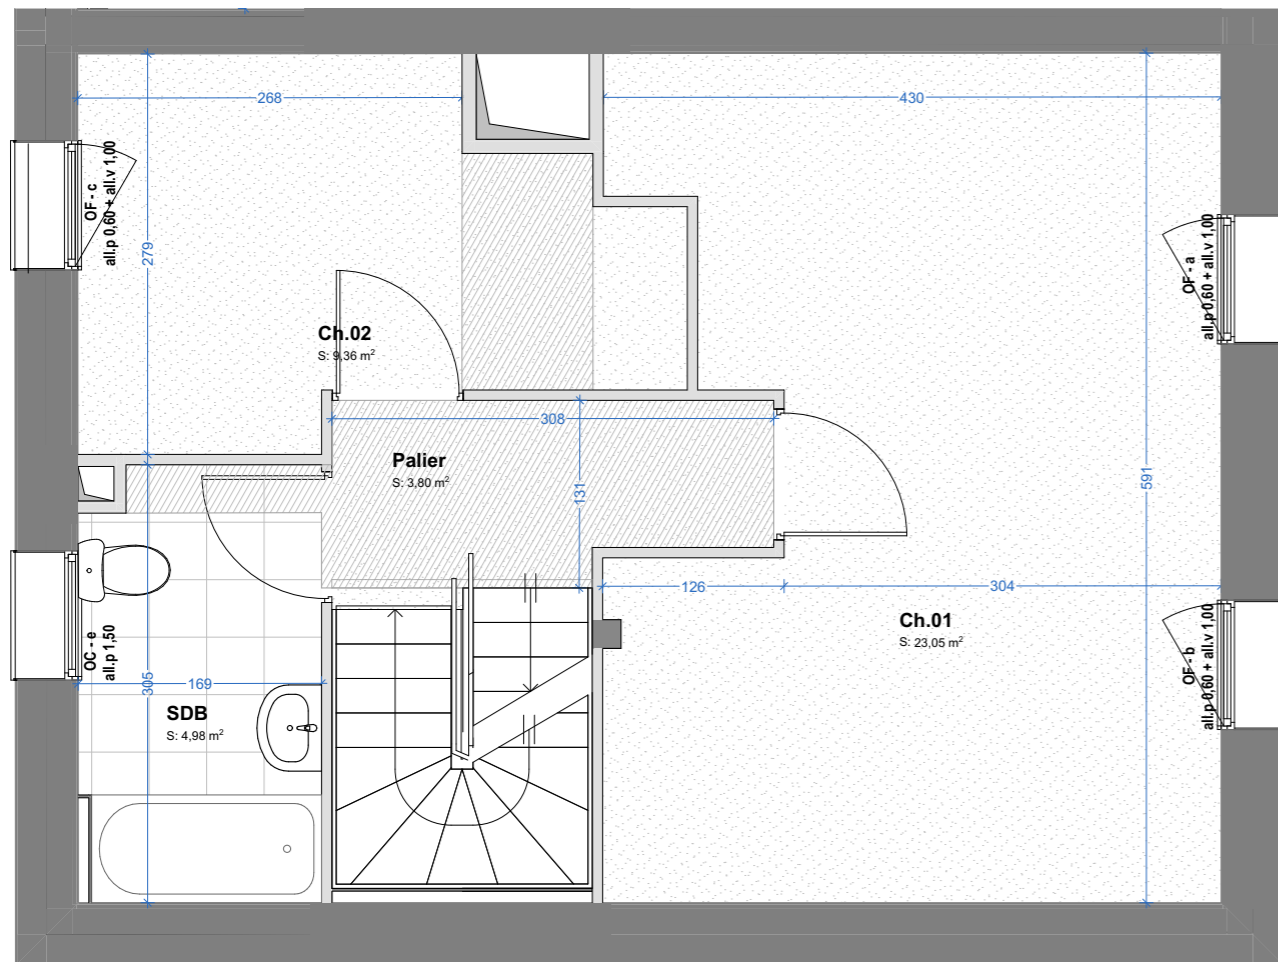 268
430
OF - c
all.p 0,60 + all.v 1,00
279
OF - a
all.p 0,60 + all.v 1,00
Ch.02
S: 9,36 m²
308
Palier
S: 3,80 m²
131
591
126
304
Ch.01
S: 23,05 m²
OC - e
all.p 1,50
305
169
SDB
S: 4,98 m²
OF - b
all.p 0,60 + all.v 1,00